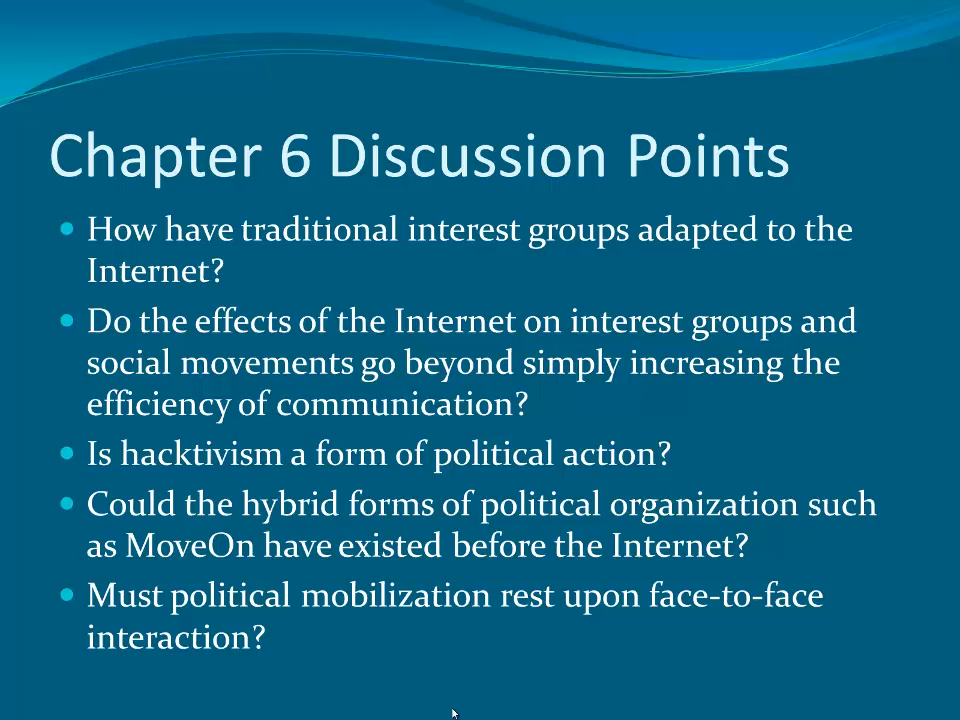 Chapter 6 Discussion Points
• How have traditional interest groups adapted to the
Internet?
• Do the effects of the Internet on interest groups and
social movements go beyond simply increasing the
efficiency of communication?
• Is hacktivism a form of political action?
• Could the hybrid forms of political organization such
as MoveOn have existed before the Internet?
• Must political mobilization rest upon face-to-face
interaction?